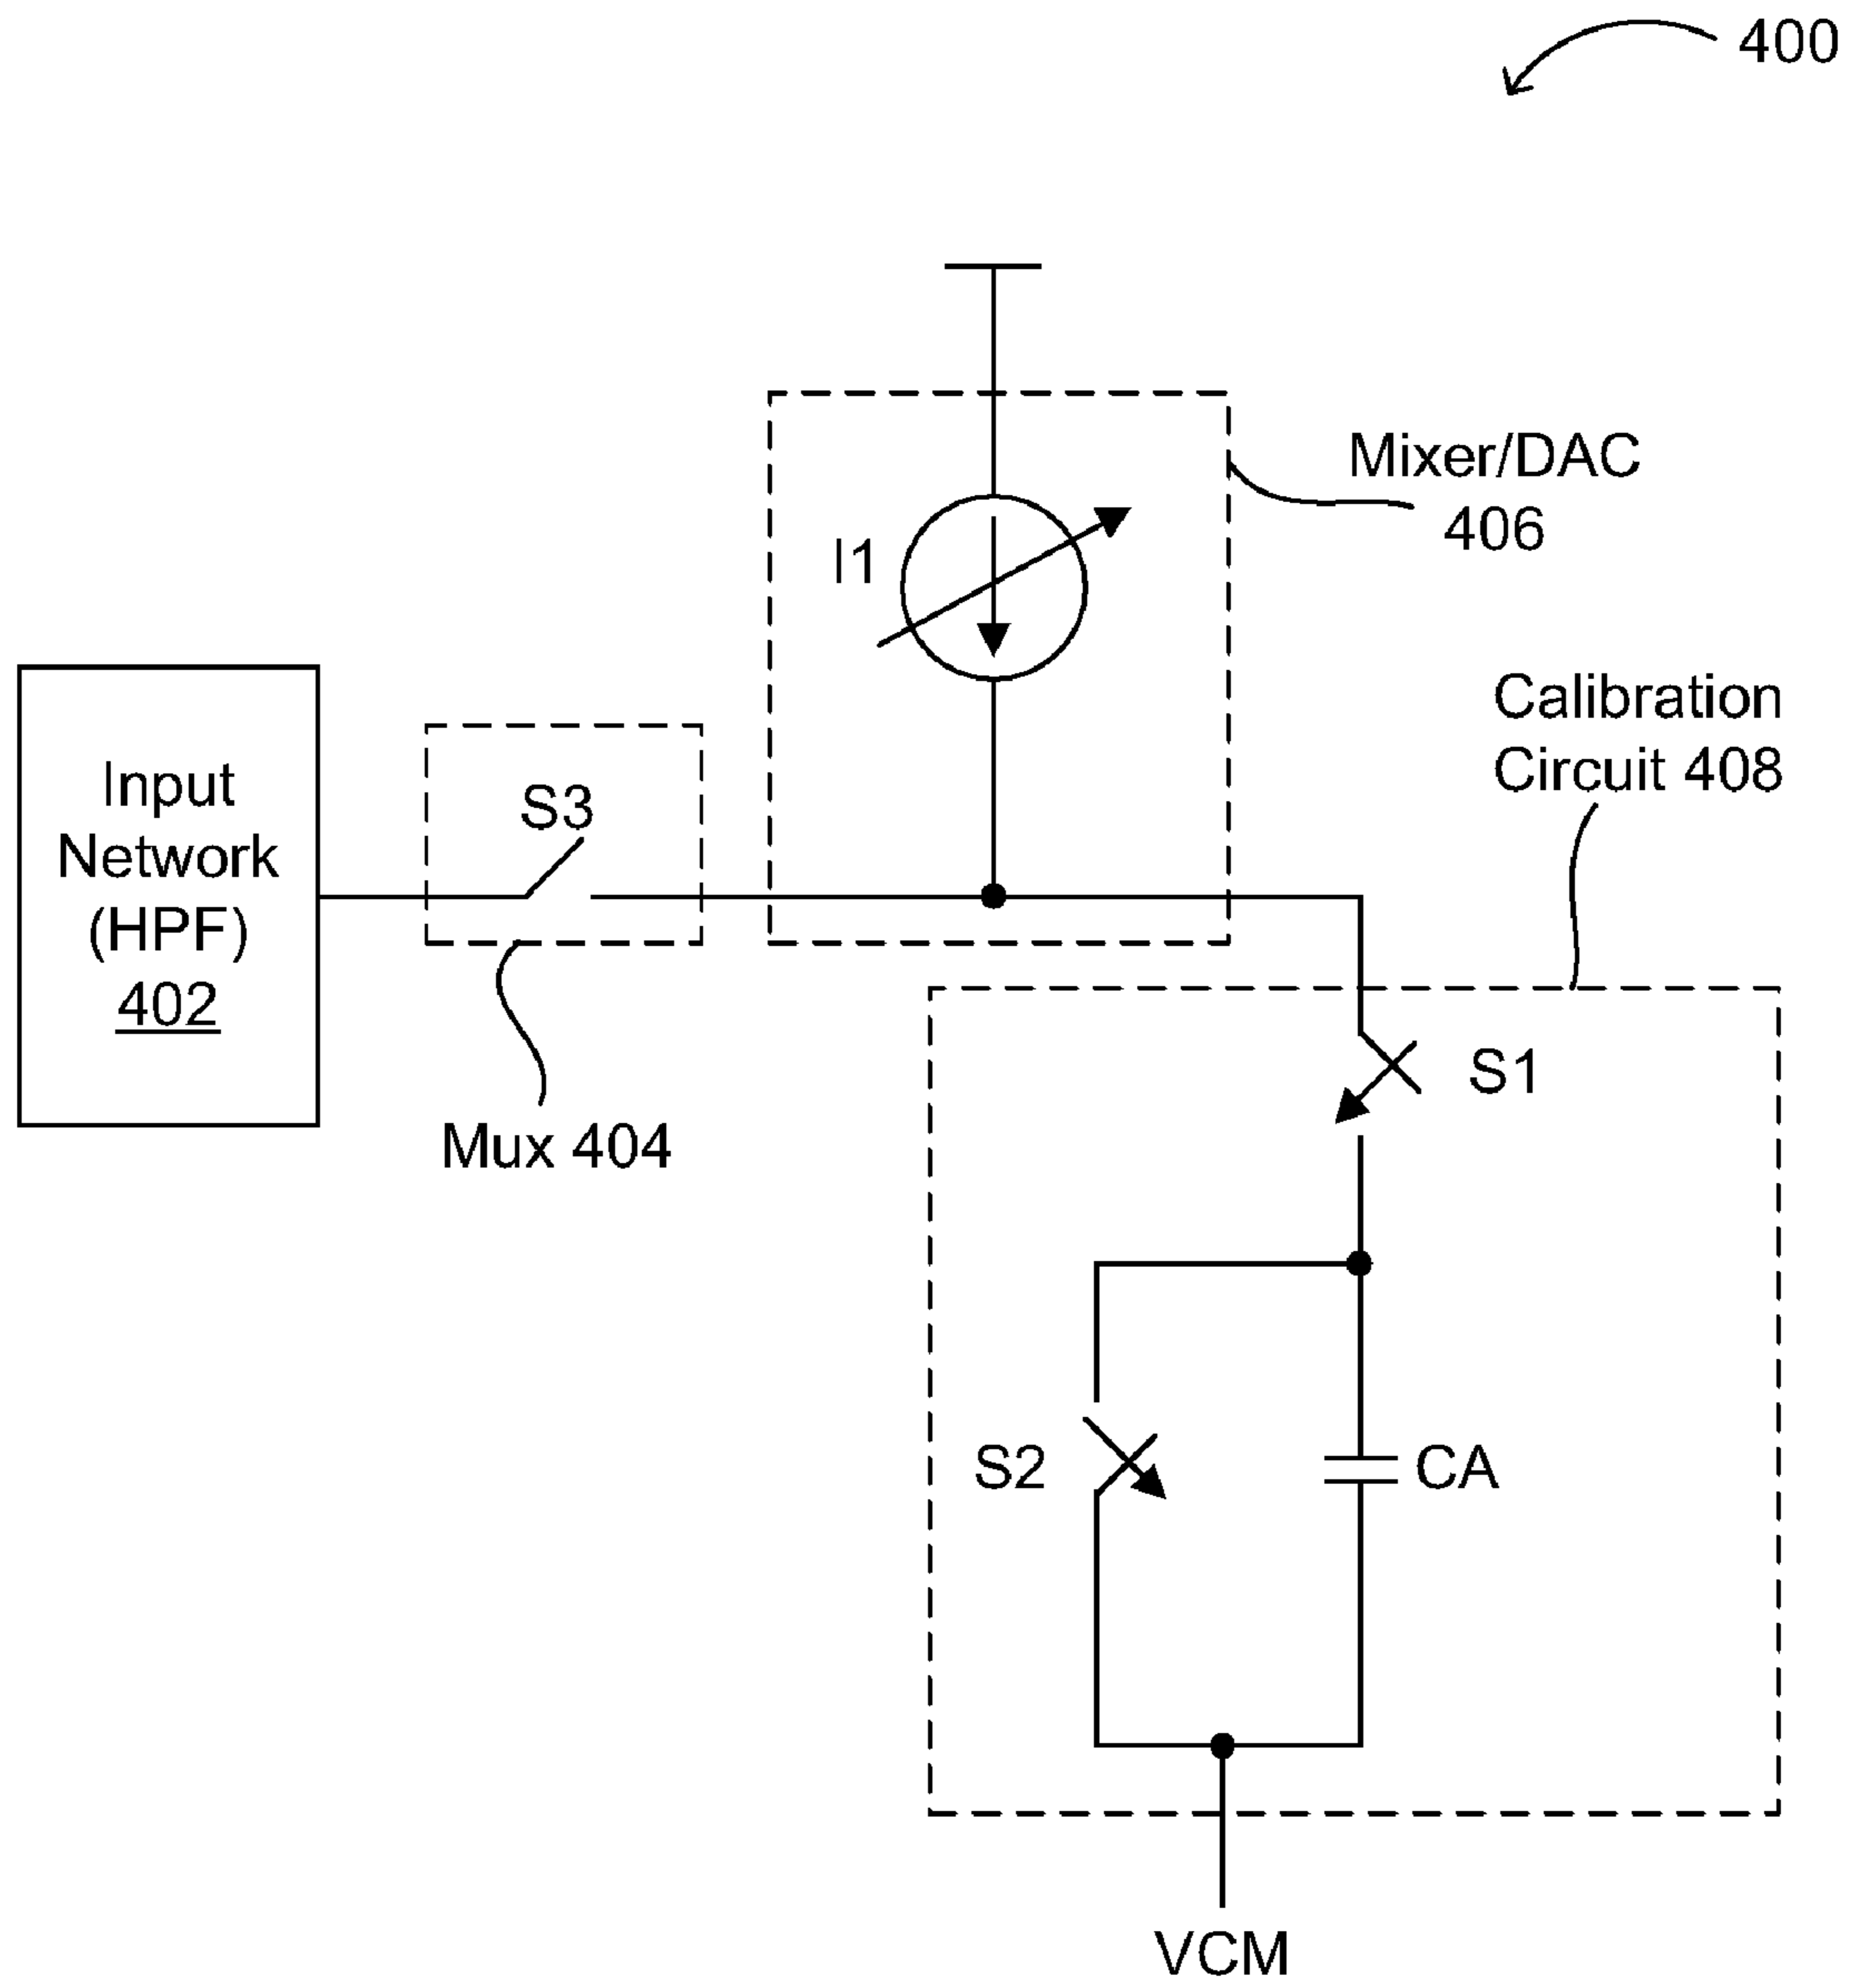 400
Mixer/DAC
406
I1
Calibration
Circuit 408
Input
Network
(HPF)
402
S3
Mux 404
S1
S2
CA
VCM